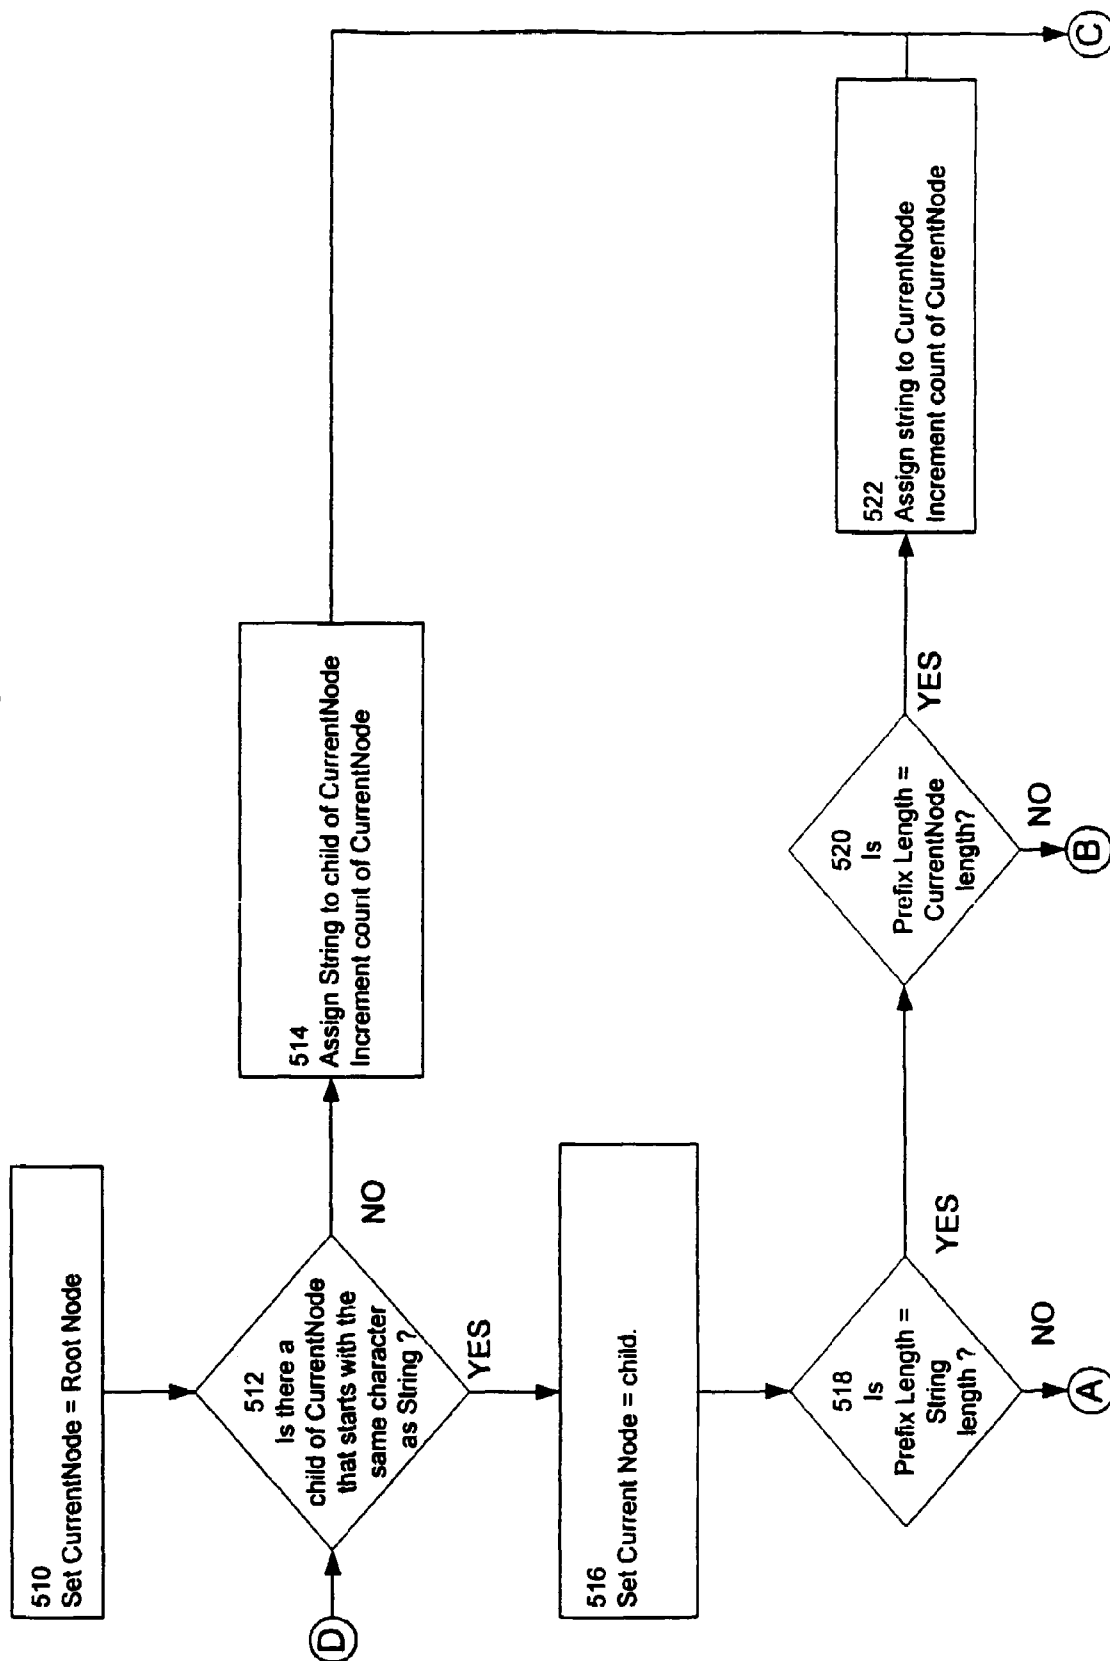 510
Set CurrentNode = Root Node
D
512
Is there a
child of CurrentNode
that starts with the
same character
as String ?
NO
YES
514
Assign String to child of CurrentNode
Increment count of CurrentNode
516
Set Current Node = child.
518
Is
Prefix Length =
String
length ?
YES
NO
A
520
Is
Prefix Length =
CurrentNode
length?
YES
NO
B
522
Assign string to CurrentNode
Increment count of CurrentNode
C